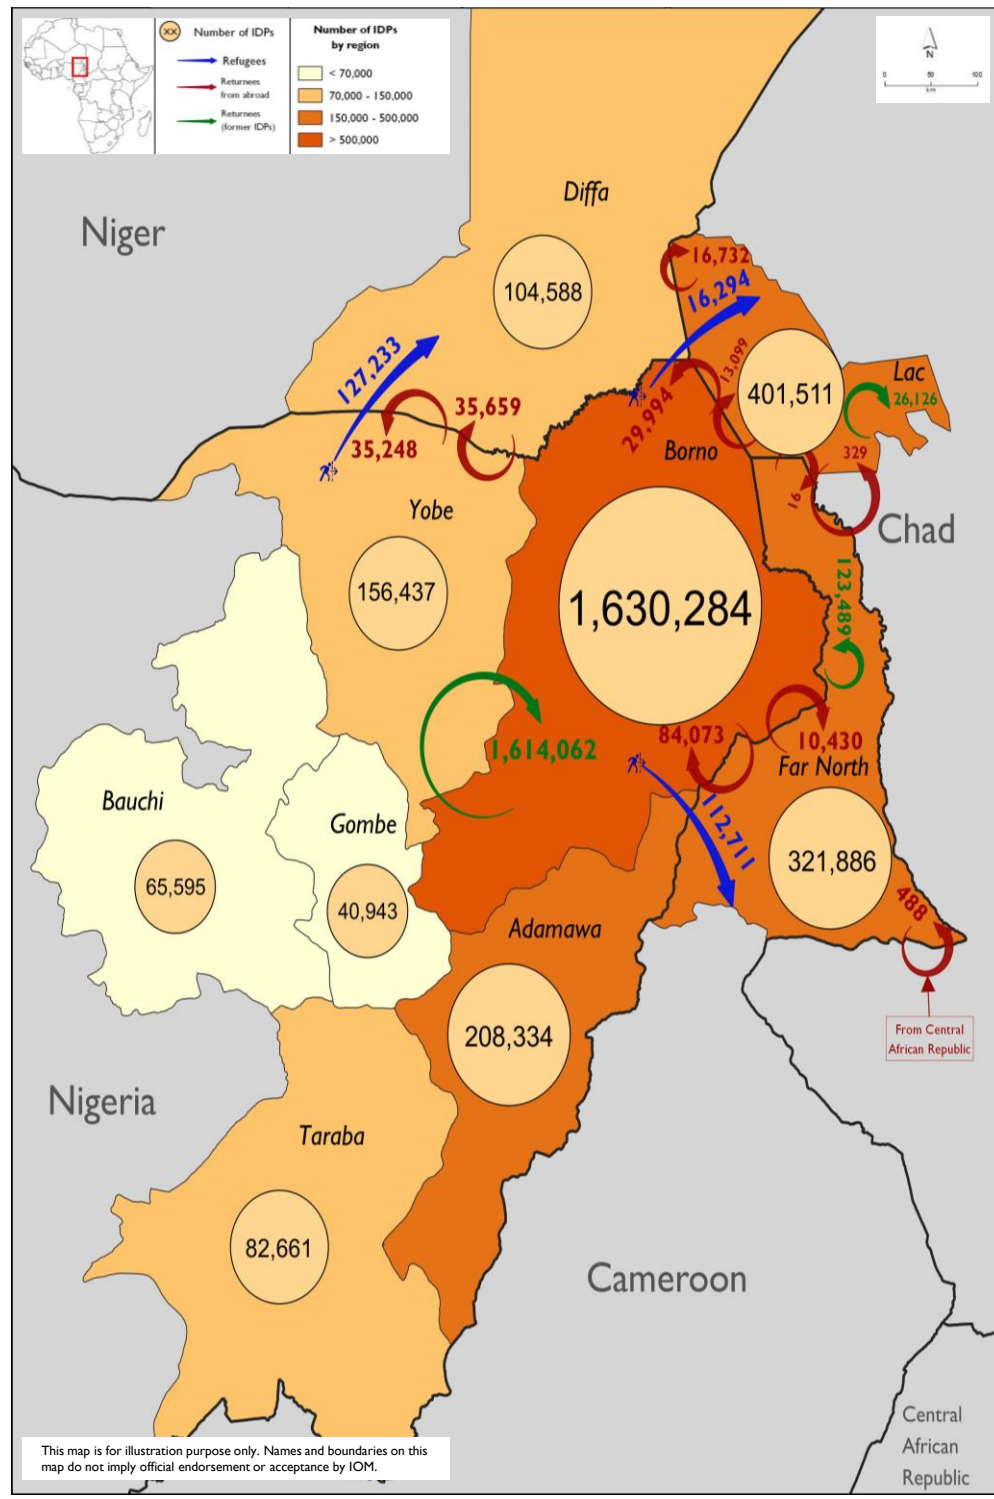 XX Number of IDPs
Refugees
Returnees
from abroad
Returnees
(former IDPs)
Number of IDPs
by region
< 70,000
70,000 - 150,000
150,000 - 500,000
> 500,000
N
0 50 100
km
Diffa
Niger
104,588
16,732
16,294
127,233
13,099
401,511
Lac
26,126
35,659
35,248
29,994
Borno
329
16
Yobe
Chad
156,437
1,630,284
123,489
84,073
10,430
1,614,062
Far North
Bauchi
112,711
Gombe
321,886
65,595
40,943
488
Adamawa
208,334
From Central
African Republic
Nigeria
Taraba
82,661
Cameroon
Central
African
Republic
This map is for illustration purpose only. Names and boundaries on this
map do not imply official endorsement or acceptance by IOM.